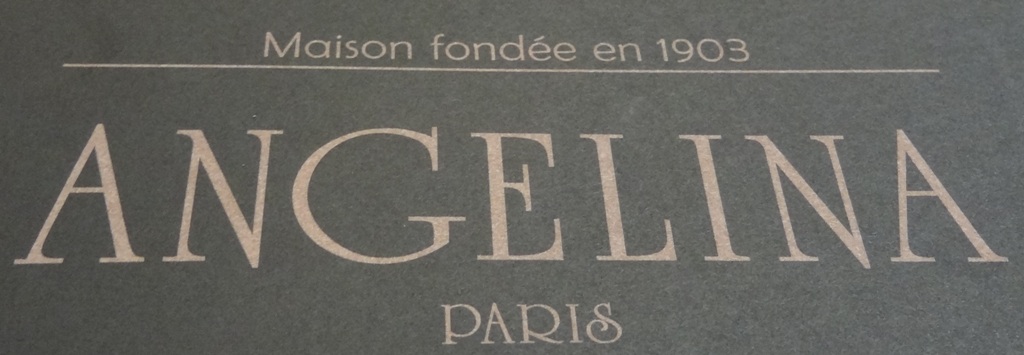 Maison fondée en 1903
ANGELINA
PARIS